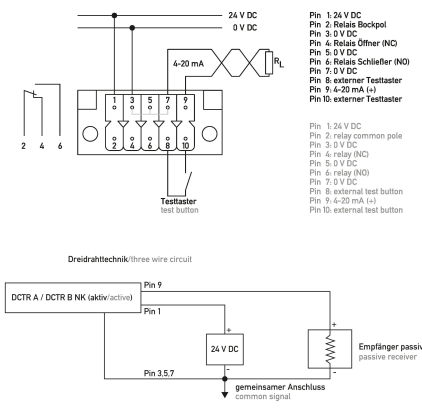 24 V DC
0 V DC
4-20 mA
R_L
1 3 5 7 9
2 4 6 8 10
2 4 6
Testtaster
test button
Pin 1: 24 V DC
Pin 2: Relais Bockpol
Pin 3: 0 V DC
Pin 4: Relais Öffner (NC)
Pin 5: 0 V DC
Pin 6: Relais Schließer (NO)
Pin 7: 0 V DC
Pin 8: externer Testtaster
Pin 9: 4-20 mA (+)
Pin 10: externer Testtaster
Pin 1: 24 V DC
Pin 2: relay common pole
Pin 3: 0 V DC
Pin 4: relay (NC)
Pin 5: 0 V DC
Pin 6: relay (NO)
Pin 7: 0 V DC
Pin 8: external test button
Pin 9: 4-20 mA (+)
Pin 10: external test button
Dreidrahttechnik/three wire circuit
DCTR A / DCTR B NK (aktiv/active)
Pin 9
Pin 1
+
24 V DC
-
+
Empfänger passiv
passive receiver
-
Pin 3,5,7
gemeinsamer Anschluss
common signal